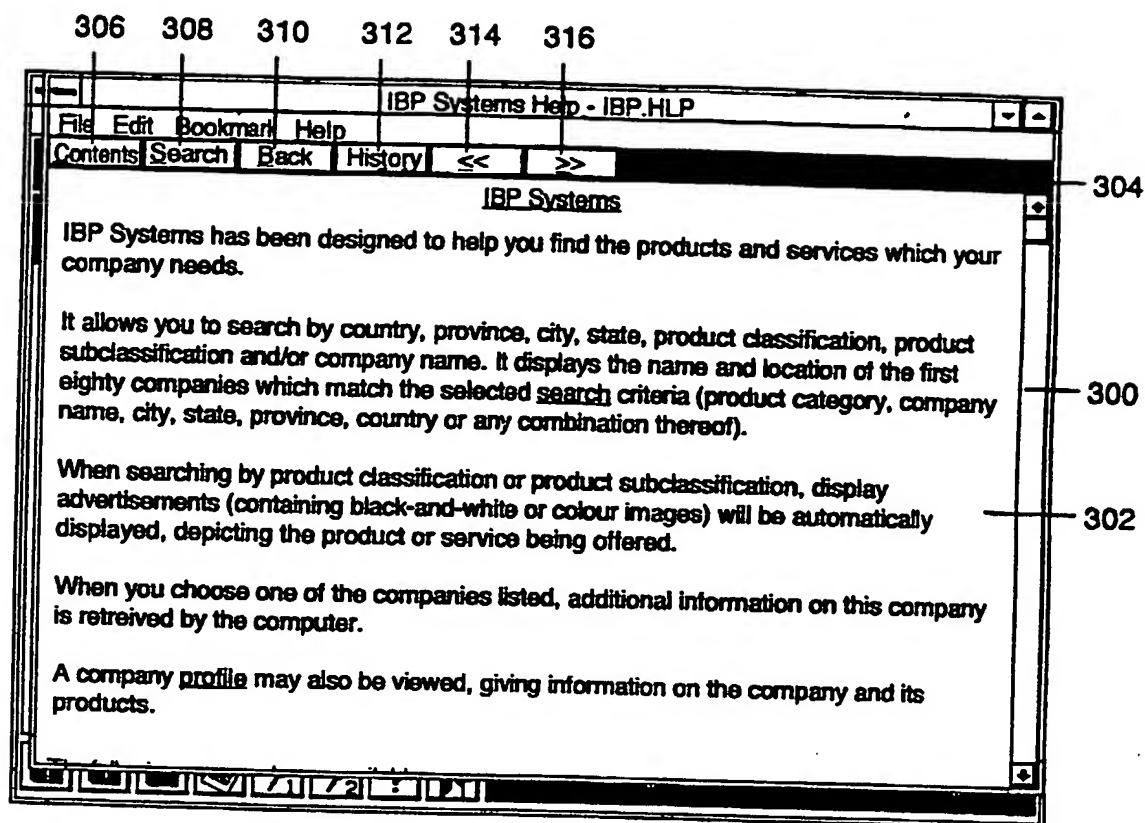 306 308 310 312 314 316
IBP Systems Help - IBP.HLP
File Edit Bookmark Help
Contents Search Back History << >>
304
IBP Systems
IBP Systems has been designed to help you find the products and services which your
company needs.
It allows you to search by country, province, city, state, product classification, product
subclassification and/or company name. It displays the name and location of the first
eighty companies which match the selected search criteria (product category, company
name, city, state, province, country or any combination thereof).
300
When searching by product classification or product subclassification, display
advertisements (containing black-and-white or colour images) will be automatically
displayed, depicting the product or service being offered.
302
When you choose one of the companies listed, additional information on this company
is retreived by the computer.
A company profile may also be viewed, giving information on the company and its
products.